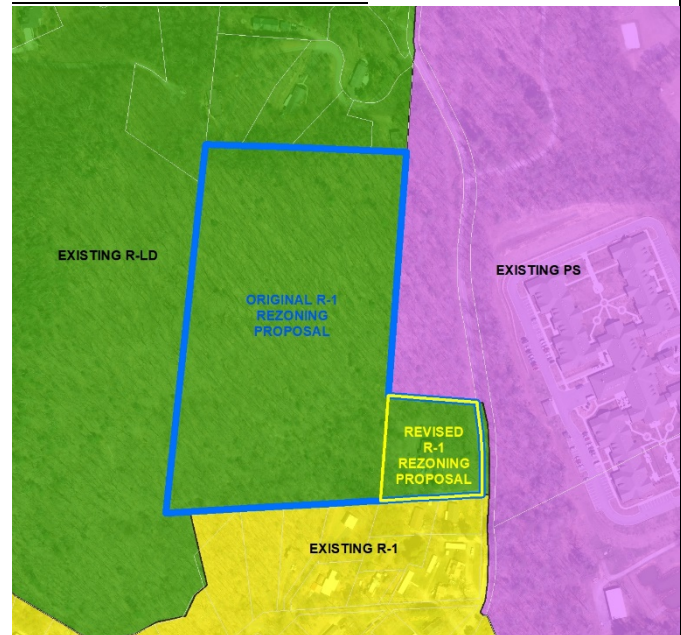 EXISTING R-LD
ORIGINAL R-1
REZONING
PROPOSAL
EXISTING PS
REVISED
R-1
REZONING
PROPOSAL
EXISTING R-1